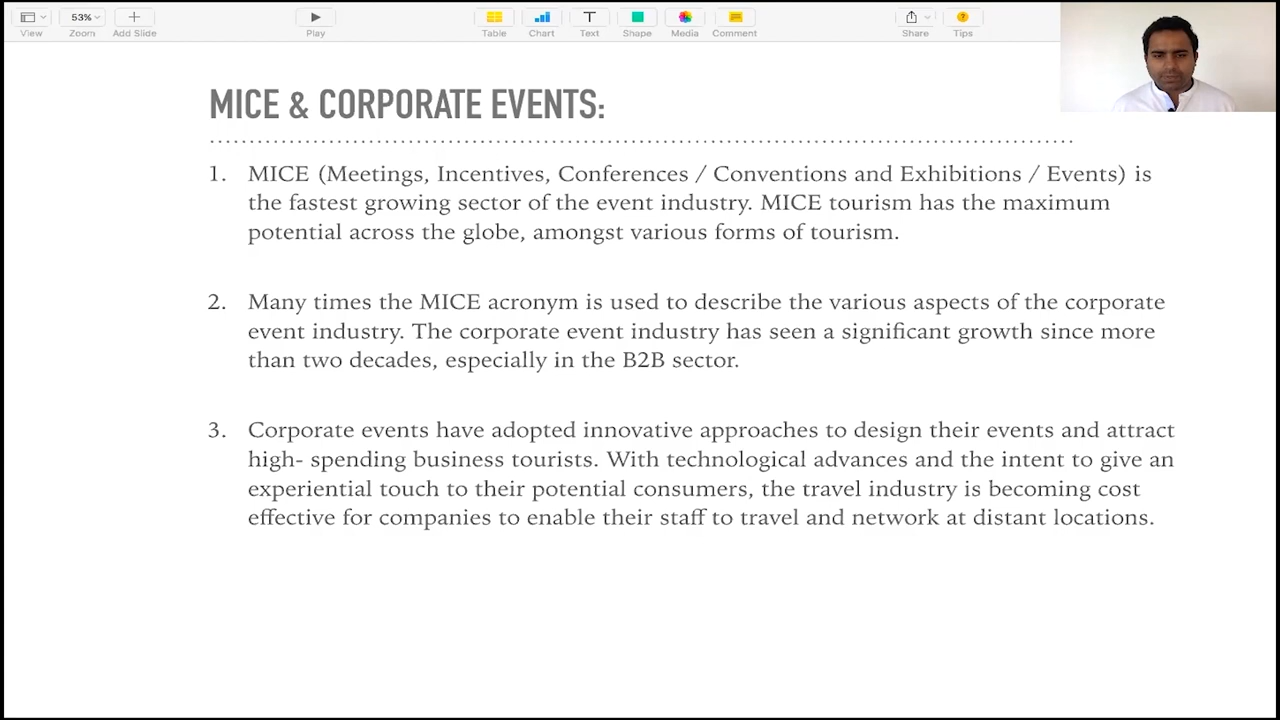 53%
View
Zoom
Add Slide
Play
Table
Chart
Text
Shape
Media
Comment
Share
Tips
MICE & CORPORATE EVENTS:
1. MICE (Meetings, Incentives, Conferences / Conventions and Exhibitions / Events) is
the fastest growing sector of the event industry. MICE tourism has the maximum
potential across the globe, amongst various forms of tourism.
2. Many times the MICE acronym is used to describe the various aspects of the corporate
event industry. The corporate event industry has seen a significant growth since more
than two decades, especially in the B2B sector.
3. Corporate events have adopted innovative approaches to design their events and attract
high- spending business tourists. With technological advances and the intent to give an
experiential touch to their potential consumers, the travel industry is becoming cost
effective for companies to enable their staff to travel and network at distant locations.